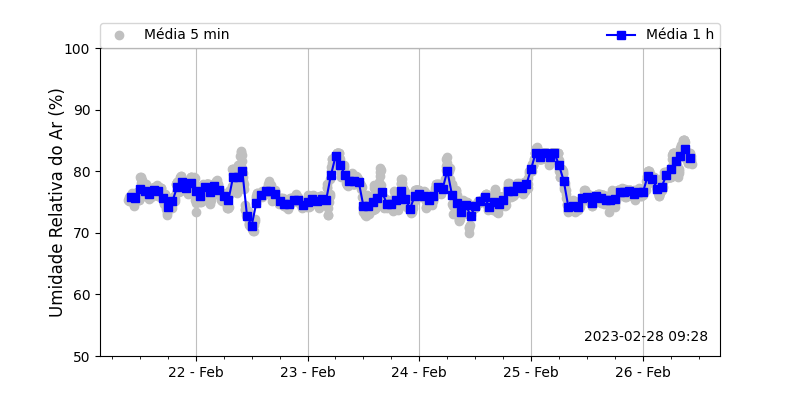 Média 5 min
Média 1 h
Umidade Relativa do Ar (%)
100
90
80
70
60
50
2023-02-28 09:28
22 - Feb
23 - Feb
24 - Feb
25 - Feb
26 - Feb